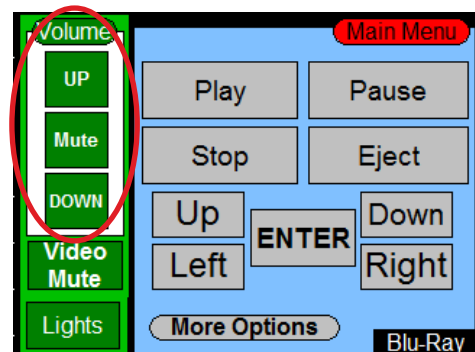 Volume
UP
Mute
DOWN
Video
Mute
Lights
Main Menu
Play
Pause
Stop
Eject
Up
ENTER
Down
Left
Right
More Options
Blu-Ray